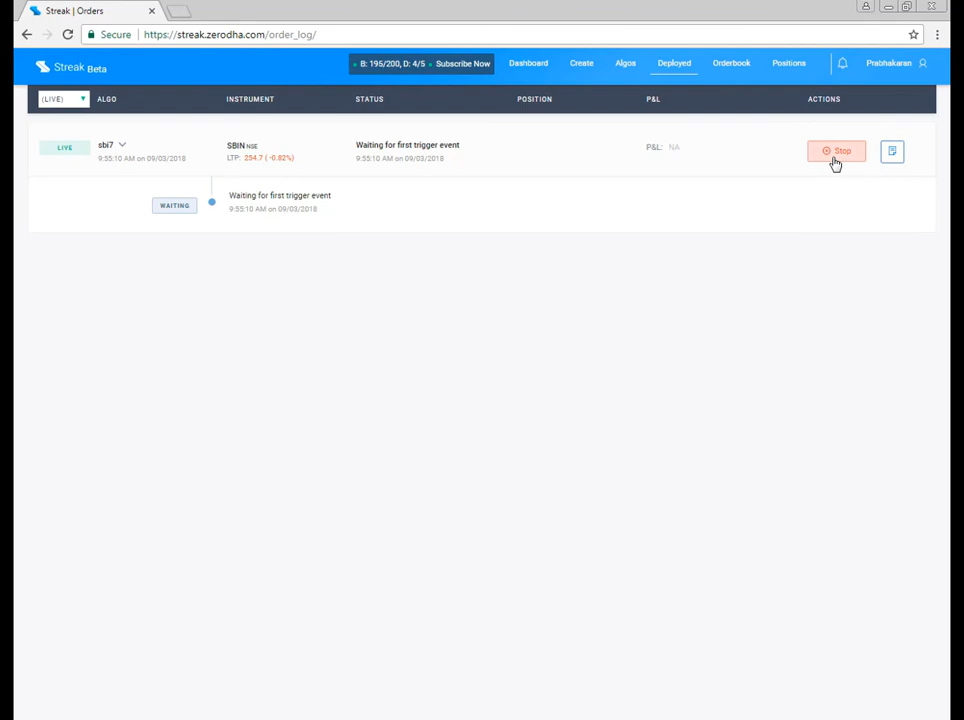 Streak | Orders
Secure https://streak.zerodha.com/order_log/
Streak Beta B: 195/200, D: 4/5 Subscribe Now Dashboard Create Algos Deployed Orderbook Positions Prabhakaran
(LIVE) ALGO INSTRUMENT STATUS POSITION P&L ACTIONS
LIVE sbi7 SBIN NSE Waiting for first trigger event P&L: NA Stop
9:55:10 AM on 09/03/2018 LTP: 254.7 ( -0.82%) 9:55:10 AM on 09/03/2018
WAITING Waiting for first trigger event
9:55:10 AM on 09/03/2018